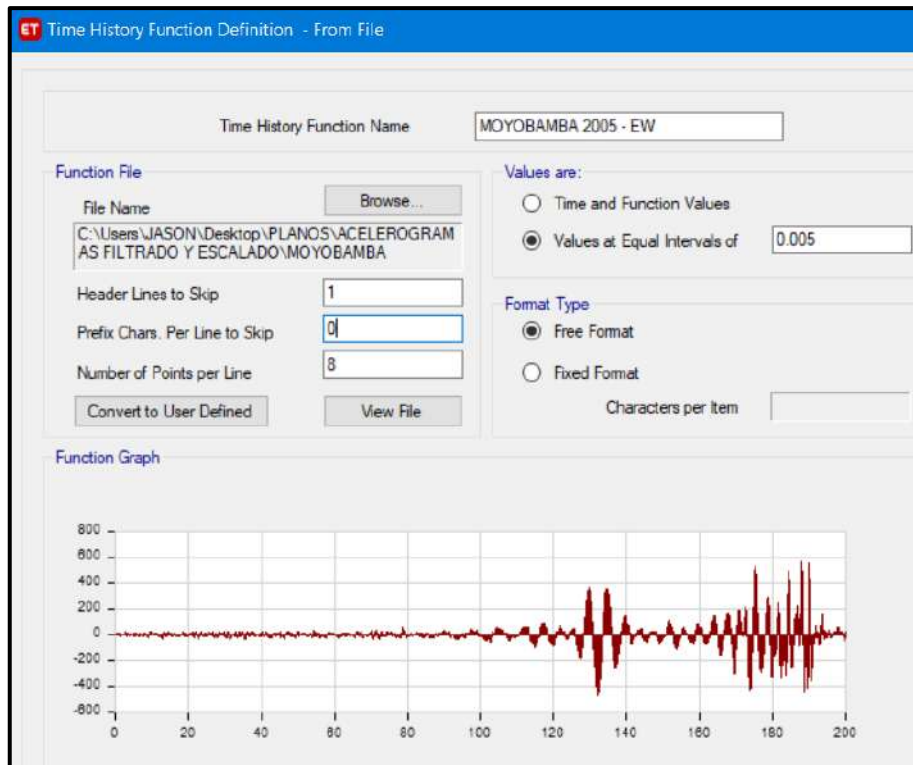 ET Time History Function Definition - From File
Time History Function Name MOYOBAMBA 2005 - EW
Function File
File Name Browse...
C:\Users\JASON\Desktop\PLANOS\ACELEROGRAM
AS FILTRADO Y ESCALADO\MOYOBAMBA
Header Lines to Skip 1
Prefix Chars. Per Line to Skip 0
Number of Points per Line 8
Convert to User Defined View File
Values are:
Time and Function Values
Values at Equal Intervals of 0.005
Format Type
Free Format
Fixed Format
Characters per Item
Function Graph
800
600
400
200
0
-200
-400
-600
0 20 40 60 80 100 120 140 160 180 200